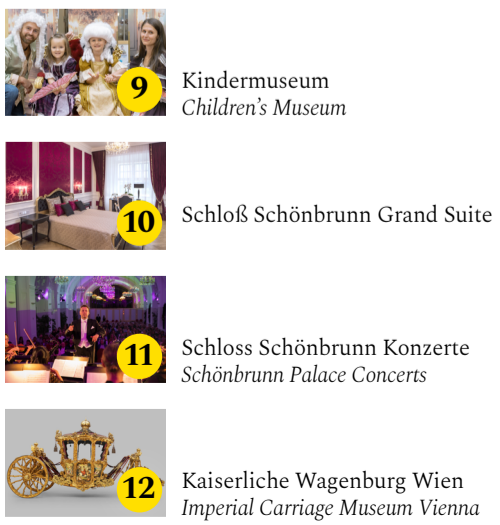 9
Kindermuseum
Children's Museum
10
Schloß Schönbrunn Grand Suite
11
Schloss Schönbrunn Konzerte
Schönbrunn Palace Concerts
12
Kaiserliche Wagenburg Wien
Imperial Carriage Museum Vienna